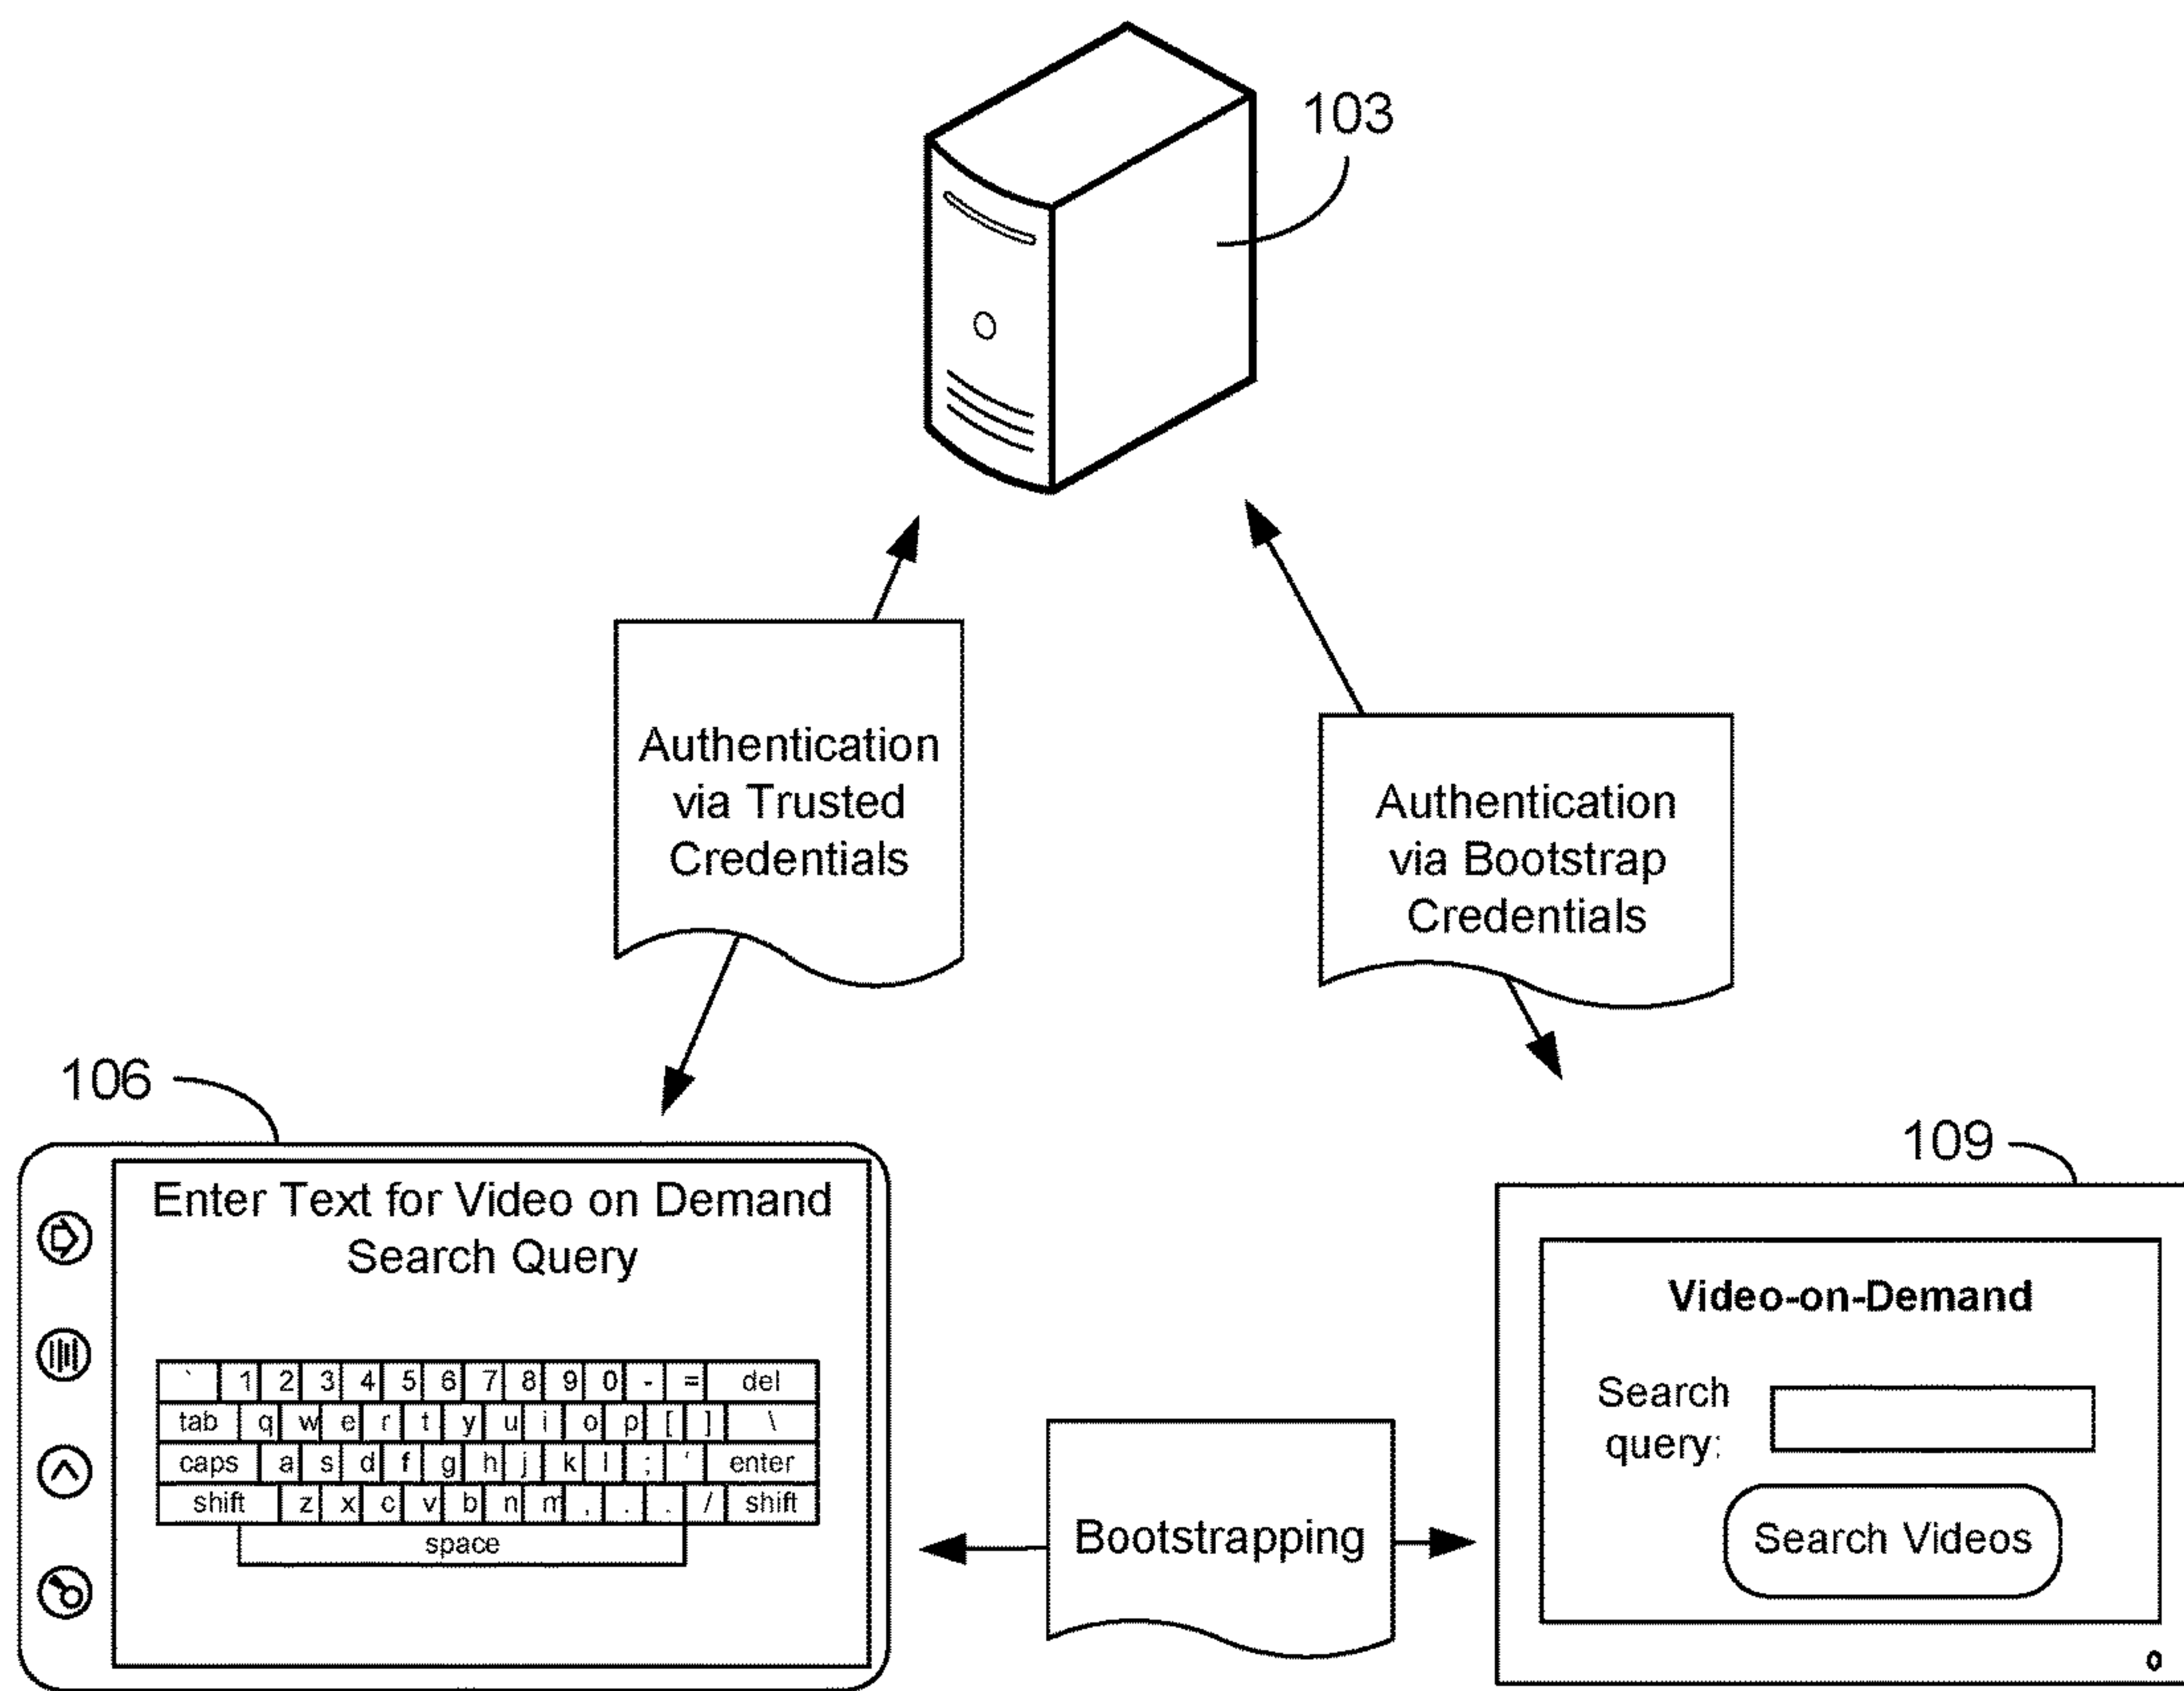 103
Authentication
via Trusted
Credentials
Authentication
via Bootstrap
Credentials
106
Enter Text for Video on Demand
Search Query
` 1 2 3 4 5 6 7 8 9 0 - = del
tab q w e r t y u i o p [ ] \
caps a s d f g h j k l ; ' enter
shift z x c v b n m , . . / shift
space
Bootstrapping
109
Video-on-Demand
Search
query:
Search Videos